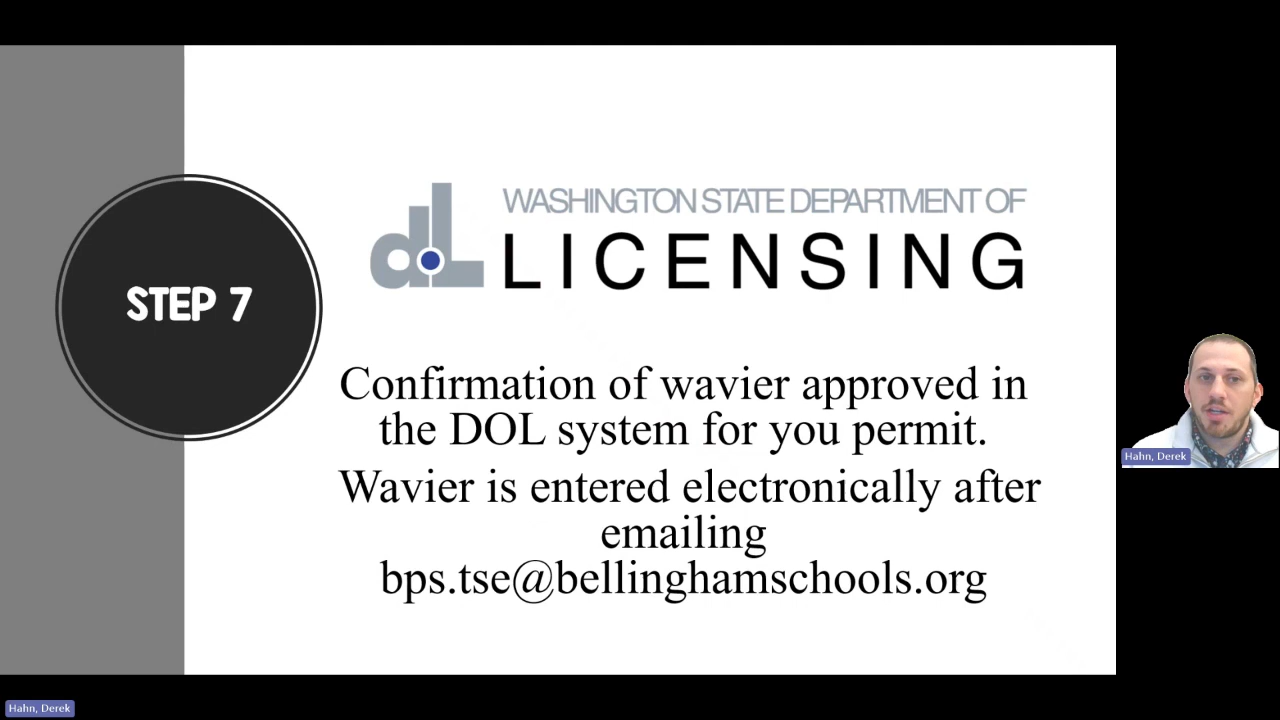 STEP 7
dL
WASHINGTON STATE DEPARTMENT OF
LICENSING
Confirmation of wavier approved in
the DOL system for you permit.
Wavier is entered electronically after
emailing
bps.tse@bellinghamschools.org
Hahn, Derek
Hahn, Derek